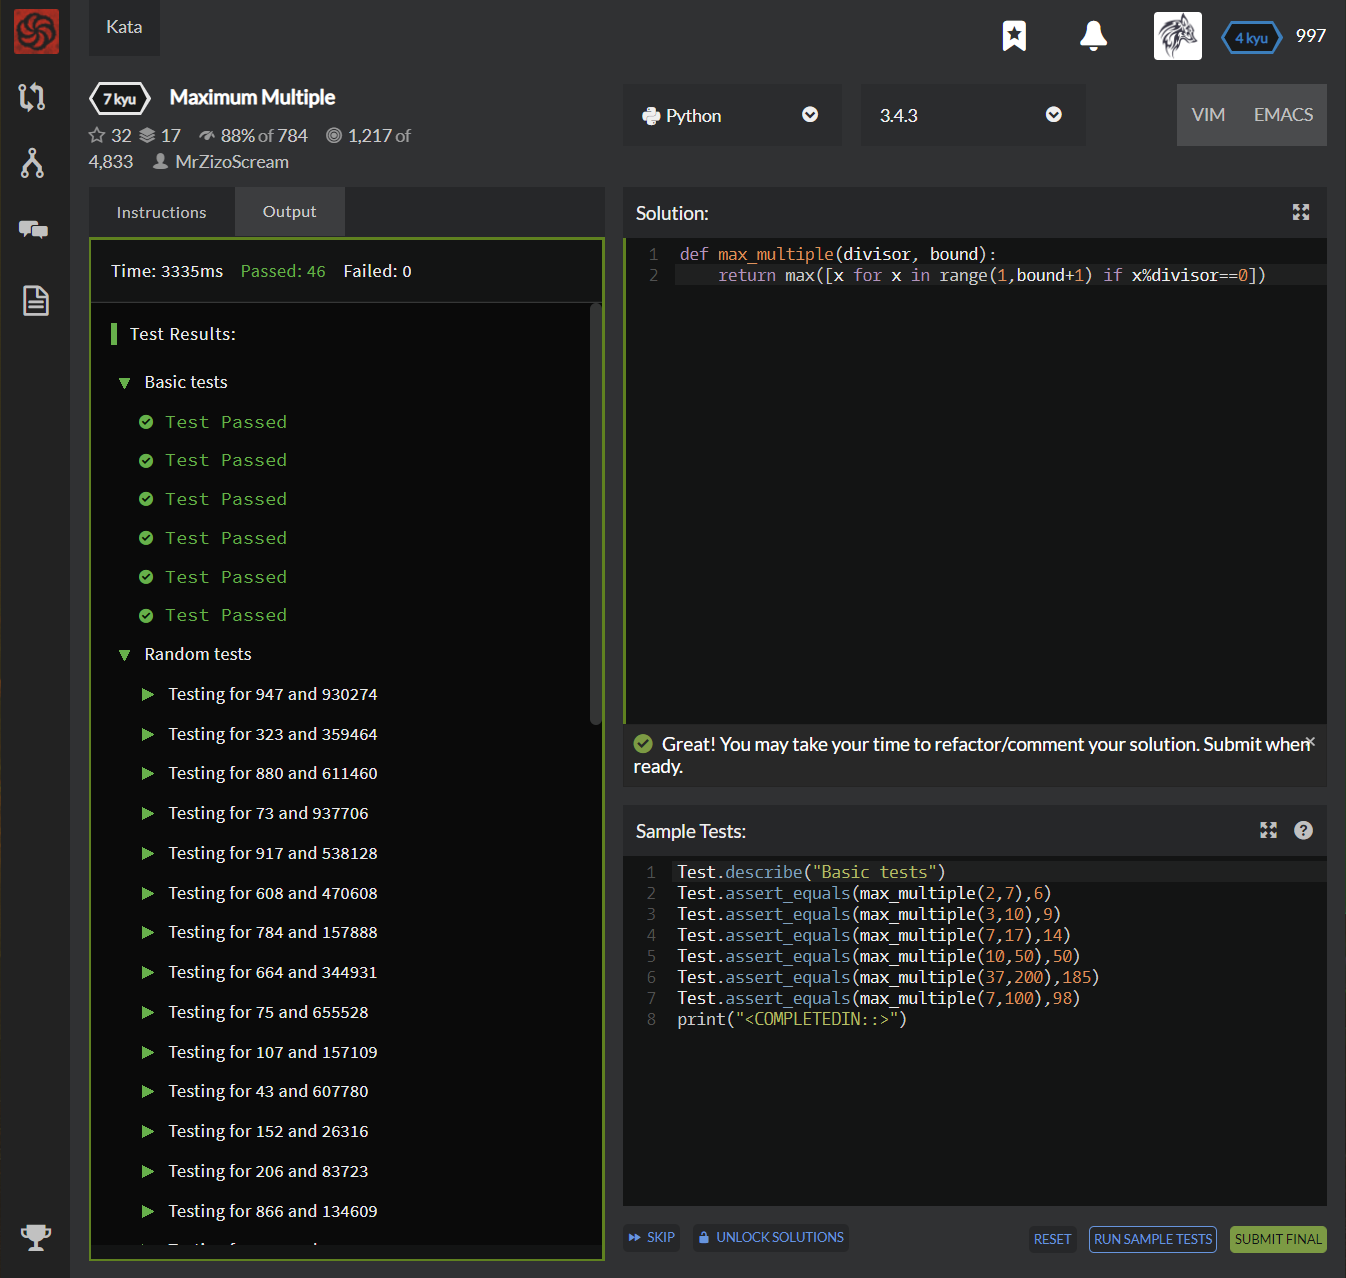 Kata
4 kyu 997
7 kyu Maximum Multiple
32 17 88% of 784 1,217 of
4,833 MrZizoScream
Python
3.4.3
VIM EMACS
Instructions Output
Time: 3335ms Passed: 46 Failed: 0
Test Results:
Basic tests
Test Passed
Test Passed
Test Passed
Test Passed
Test Passed
Test Passed
Random tests
Testing for 947 and 930274
Testing for 323 and 359464
Testing for 880 and 611460
Testing for 73 and 937706
Testing for 917 and 538128
Testing for 608 and 470608
Testing for 784 and 157888
Testing for 664 and 344931
Testing for 75 and 655528
Testing for 107 and 157109
Testing for 43 and 607780
Testing for 152 and 26316
Testing for 206 and 83723
Testing for 866 and 134609
Solution:
1 def max_multiple(divisor, bound):
2     return max([x for x in range(1,bound+1) if x%divisor==0])
Great! You may take your time to refactor/comment your solution. Submit when
ready.
Sample Tests:
1 Test.describe("Basic tests")
2 Test.assert_equals(max_multiple(2,7),6)
3 Test.assert_equals(max_multiple(3,10),9)
4 Test.assert_equals(max_multiple(7,17),14)
5 Test.assert_equals(max_multiple(10,50),50)
6 Test.assert_equals(max_multiple(37,200),185)
7 Test.assert_equals(max_multiple(7,100),98)
8 print("<COMPLETEDIN::>")
SKIP UNLOCK SOLUTIONS RESET RUN SAMPLE TESTS SUBMIT FINAL